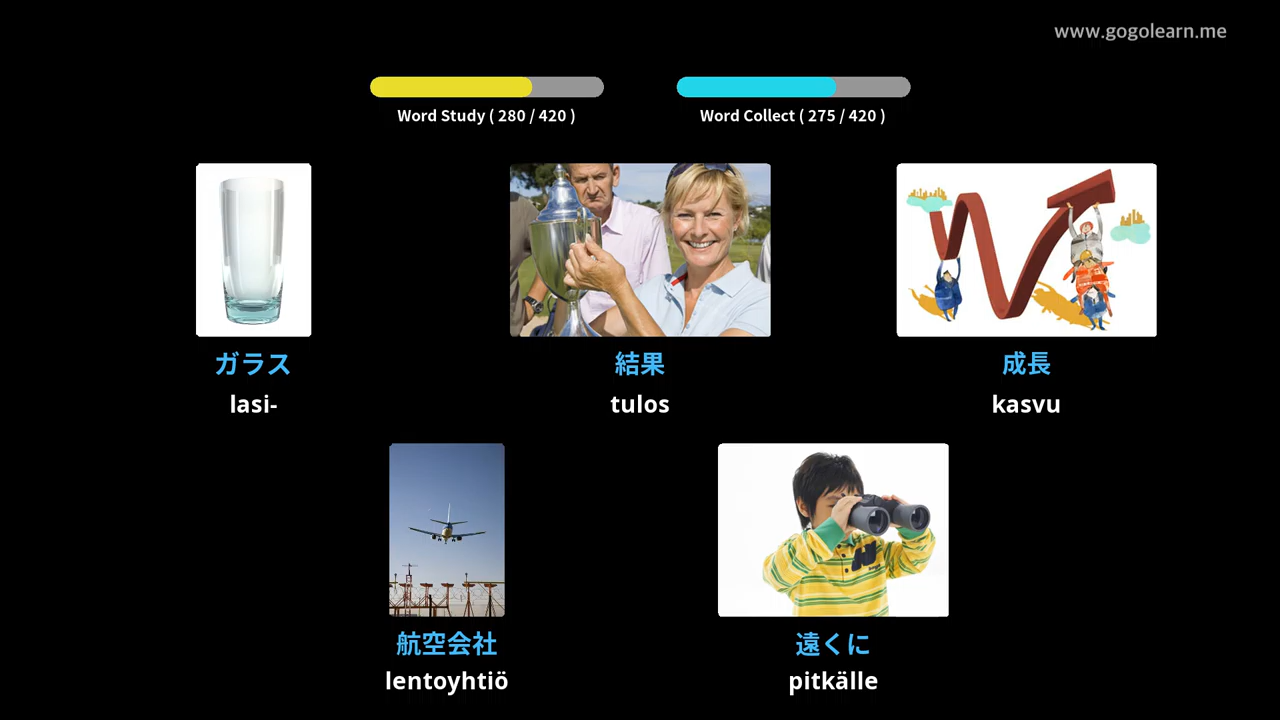 www.gogolearn.me
Word Study ( 280 / 420 )
Word Collect ( 275 / 420 )
ガラス
lasi-
結果
tulos
成長
kasvu
航空会社
lentoyhtiö
遠くに
pitkälle